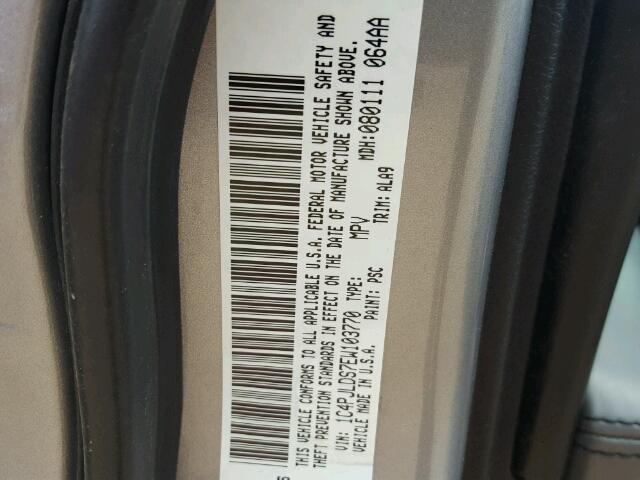 THIS VEHICLE CONFORMS TO ALL APPLICABLE U.S.A. FEDERAL MOTOR VEHICLE SAFETY AND
THEFT PREVENTION STANDARDS IN EFFECT ON THE DATE OF MANUFACTURE SHOWN ABOVE.
VIN: 1C4PJLDS7EW103770 TYPE: MPV MDH:080111 064AA
VEHICLE MADE IN U.S.A. PAINT: PSC TRIM: ALA9